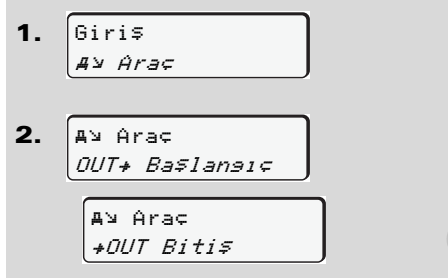 1. Giriş
Araç
2. Araç
OUT+ Başlangıç
Araç
+OUT Bitiş